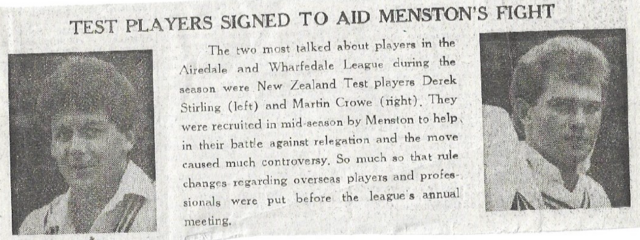 TEST PLAYERS SIGNED TO AID MENSTON'S FIGHT
The two most talked about players in the
Airedale and Wharfedale League during the
season were New Zealand Test players Derek
Stirling (left) and Martin Crowe (right). They
were recruited in mid-season by Menston to help
in their battle against relegation and the move
caused much controversy. So much so that rule
changes regarding overseas players and profes-
sionals were put before the league's annual
meeting.